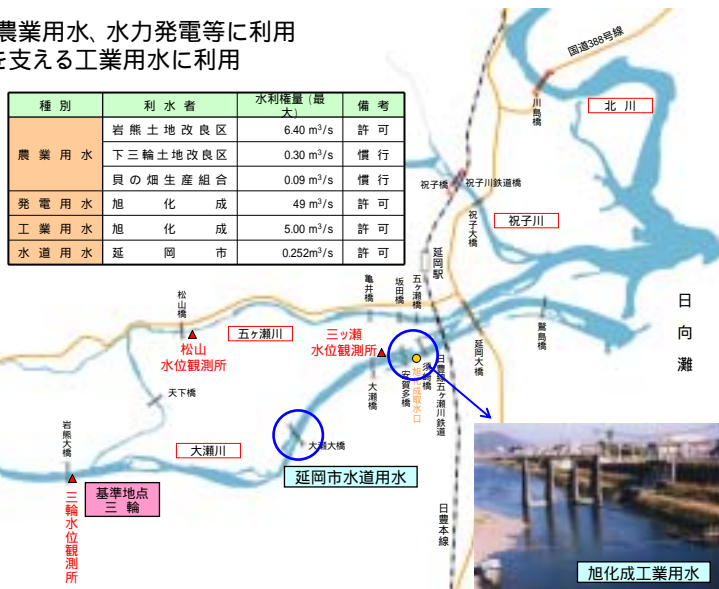 農業用水、水力発電等に利用
を支える工業用水に利用
種別 利水者 水利権量(最大) 備考
農業用水 岩熊土地改良区 6.40 m³/s 許可
下三輪土地改良区 0.30 m³/s 慣行
貝の畑生産組合 0.09 m³/s 慣行
発電用水 旭化成 49 m³/s 許可
工業用水 旭化成 5.00 m³/s 許可
水道用水 延岡市 0.252m³/s 許可
国道388号線
川島橋
北川
祝子橋
祝子川鉄道橋
祝子大橋
祝子川
延岡駅
亀井橋
坂田橋
五ヶ瀬橋
松山橋
五ヶ瀬川
松山
水位観測所
三ッ瀬
水位観測所
大瀬橋
安賀多橋
旭化成取水口
須崎橋
日豊線五ヶ瀬川鉄道
延岡大橋
鷺島橋
日向灘
天下橋
岩熊大橋
大瀬川
大瀬大橋
延岡市水道用水
基準地点
三輪
三輪水位観測所
日豊本線
旭化成工業用水